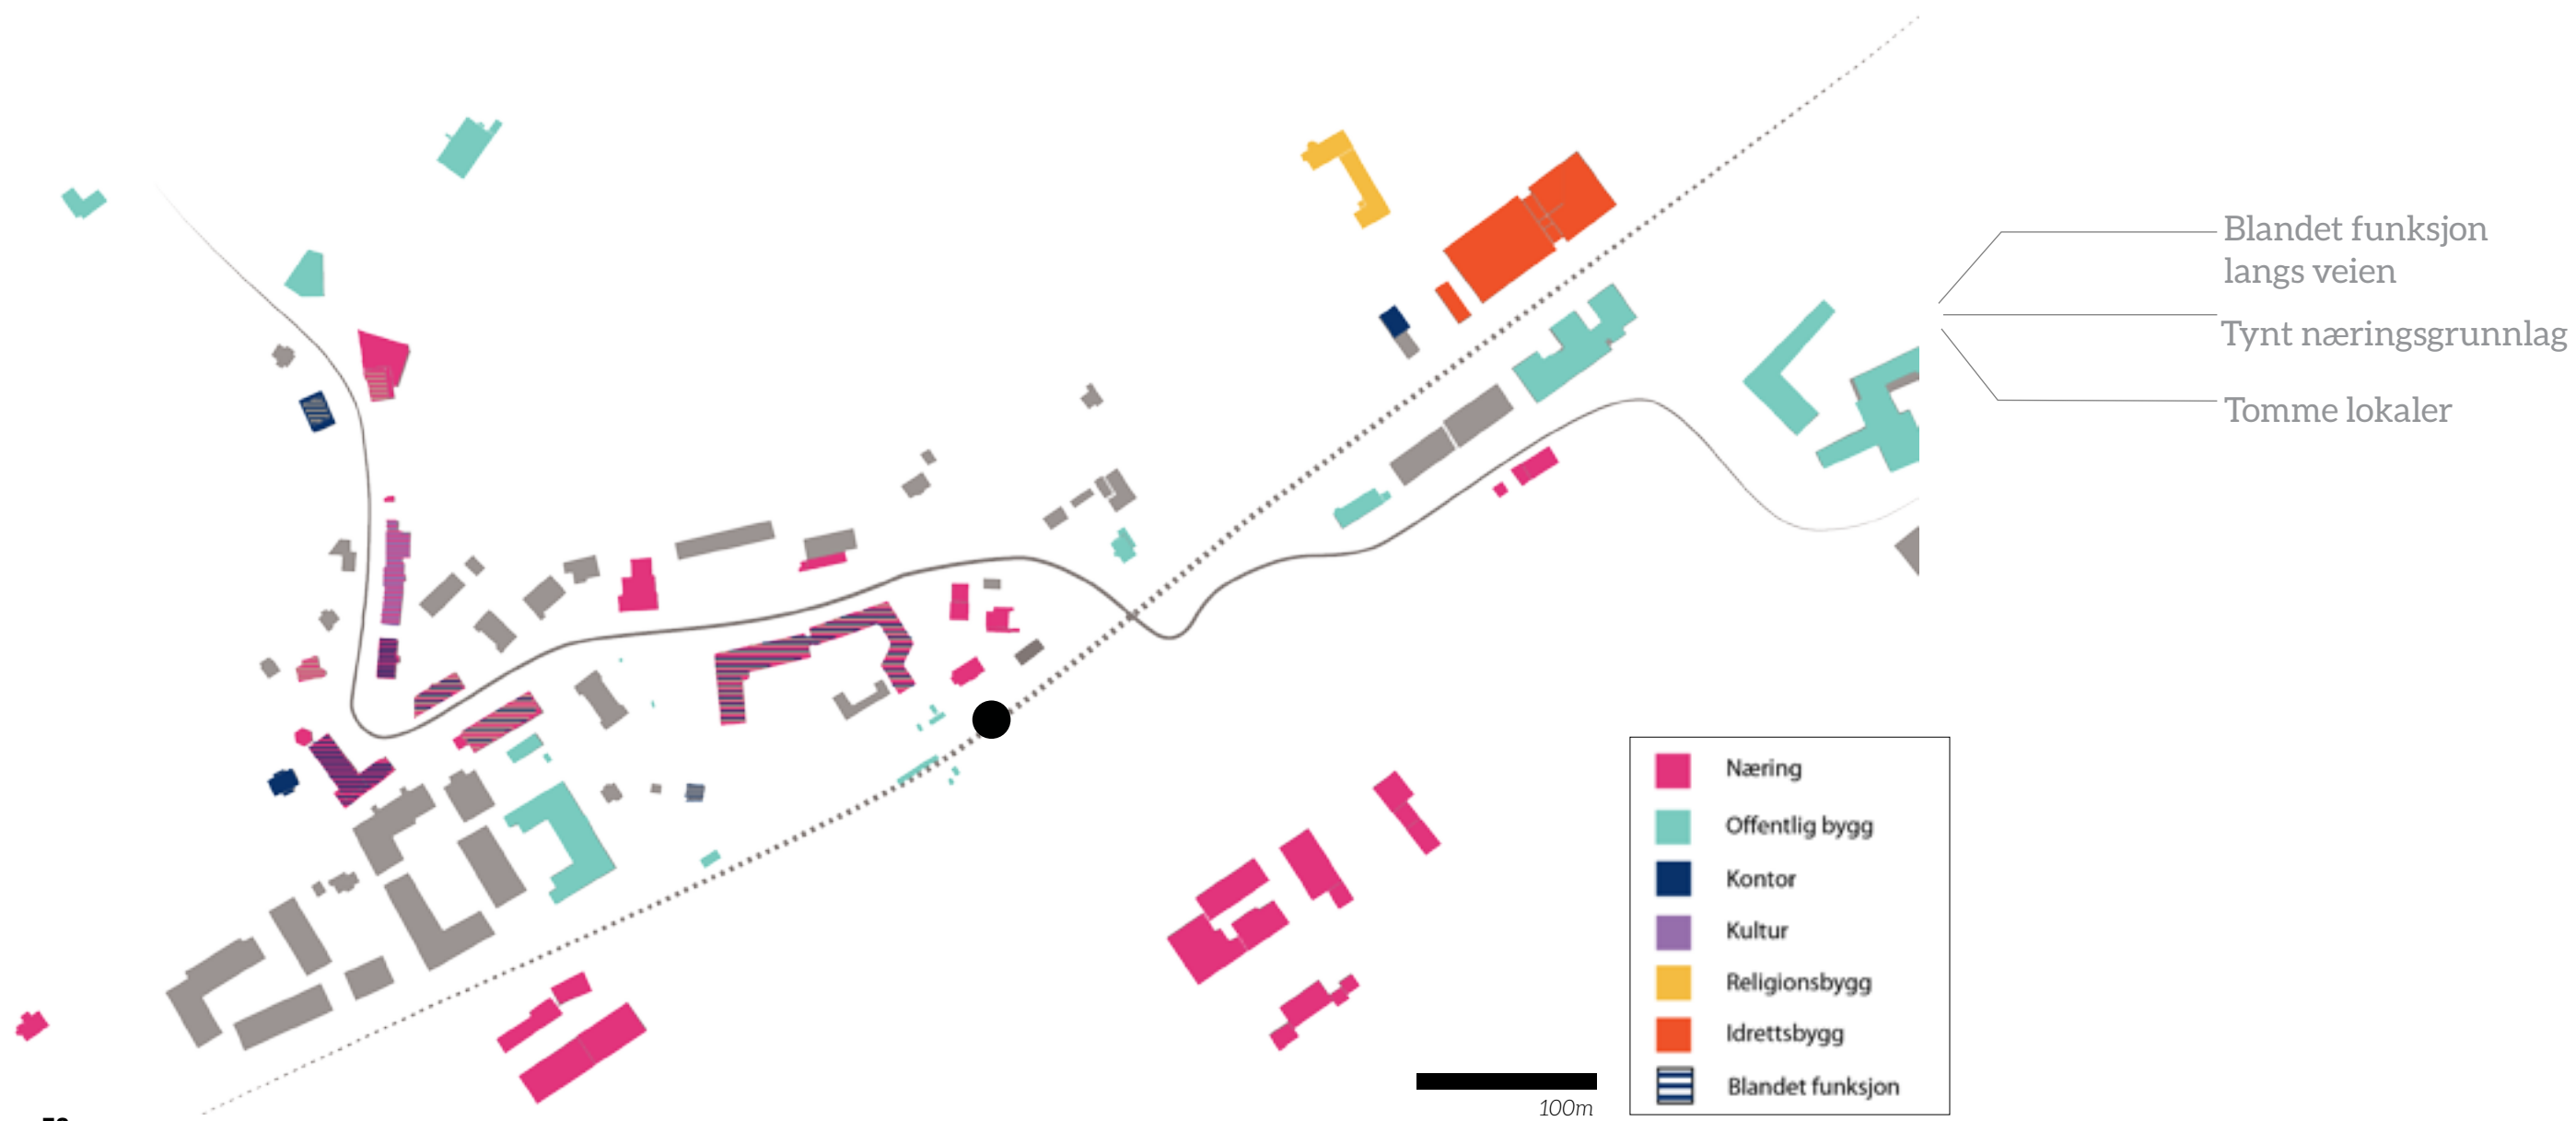 Blandet funksjon
langs veien
Tynt næringsgrunnlag
Tomme lokaler
Næring
Offentlig bygg
Kontor
Kultur
Religionsbygg
Idrettsbygg
Blandet funksjon
100m